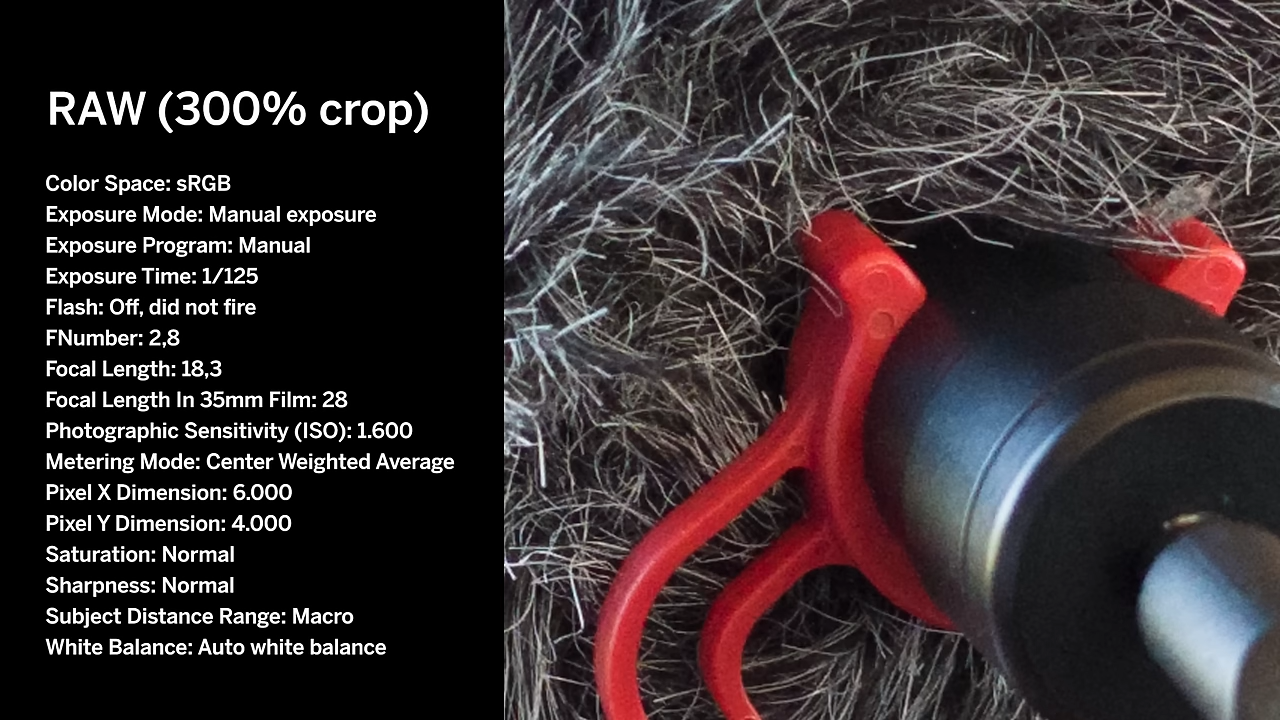 RAW (300% crop)
Color Space: sRGB
Exposure Mode: Manual exposure
Exposure Program: Manual
Exposure Time: 1/125
Flash: Off, did not fire
FNumber: 2,8
Focal Length: 18,3
Focal Length In 35mm Film: 28
Photographic Sensitivity (ISO): 1.600
Metering Mode: Center Weighted Average
Pixel X Dimension: 6.000
Pixel Y Dimension: 4.000
Saturation: Normal
Sharpness: Normal
Subject Distance Range: Macro
White Balance: Auto white balance